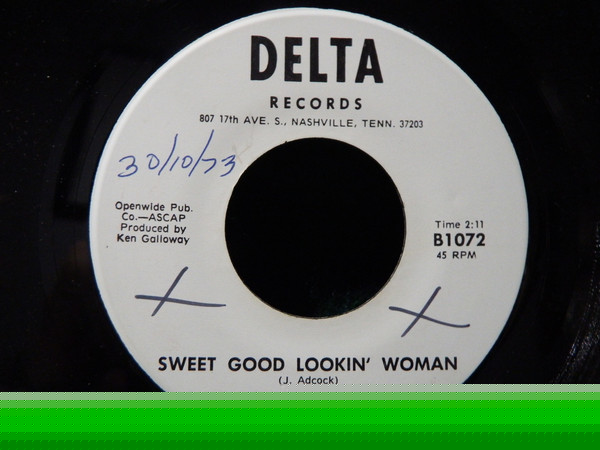 DELTA
RECORDS
807 17th AVE. S., NASHVILLE, TENN. 37203
30/10/73
Openwide Pub.
Co.—ASCAP
Produced by
Ken Galloway
Time 2:11
B1072
45 RPM
SWEET GOOD LOOKIN' WOMAN
(J. Adcock)